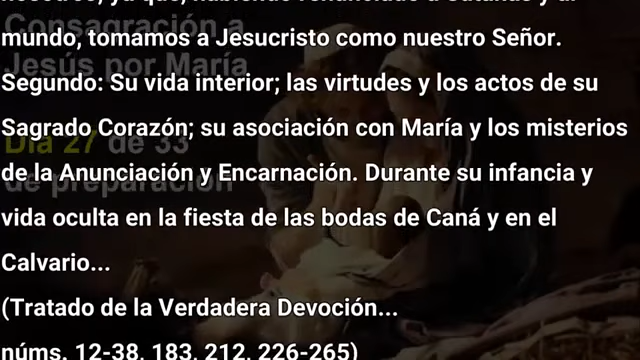 nosotros, ya que, habiendo renunciado a Satanás y al
mundo, tomamos a Jesucristo como nuestro Señor.
Segundo: Su vida interior; las virtudes y los actos de su
Sagrado Corazón; su asociación con María y los misterios
de la Anunciación y Encarnación. Durante su infancia y
vida oculta en la fiesta de las bodas de Caná y en el
Calvario...
(Tratado de la Verdadera Devoción...
núms. 12-38, 183, 212, 226-265)
Consagración a
Jesús por María
Día 27 de 33
de preparación